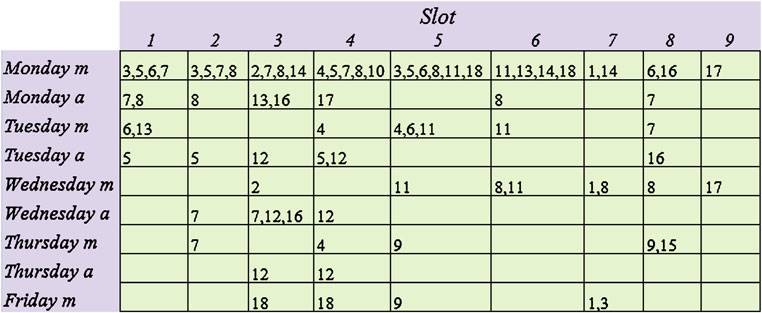 Slot
1 2 3 4 5 6 7 8 9
Monday m 3,5,6,7 3,5,7,8 2,7,8,14 4,5,7,8,10 3,5,6,8,11,18 11,13,14,18 1,14 6,16 17
Monday a 7,8 8 13,16 17 8 7
Tuesday m 6,13 4 4,6,11 11 7
Tuesday a 5 5 12 5,12 16
Wednesday m 2 11 8,11 1,8 8 17
Wednesday a 7 7,12,16 12
Thursday m 7 4 9 9,15
Thursday a 12 12
Friday m 18 18 9 1,3